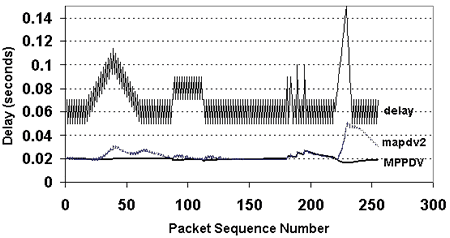 Delay (seconds)
0.14
0.12
0.1
0.08
0.06
0.04
0.02
0
delay
mapdv2
MPPDV
0 50 100 150 200 250 300
Packet Sequence Number